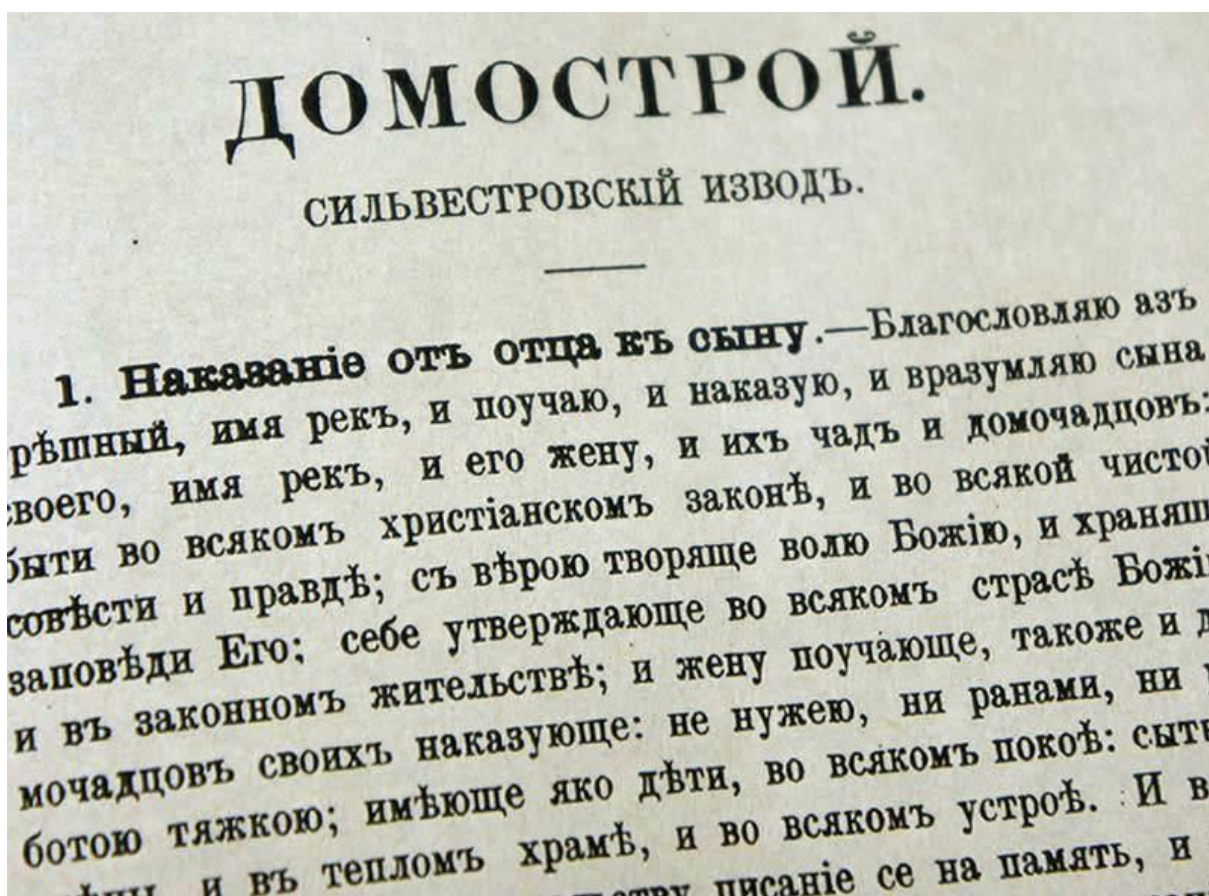 ДОМОСТРОЙ.
СИЛЬВЕСТРОВСКІЙ ИЗВОДЪ.
1. Наказаніе отъ отца къ сыну.—Благословляю азъ
рѣшный, имя рекъ, и поучаю, и наказую, и вразумляю сына
своего, имя рекъ, и его жену, и ихъ чадъ и домочадцовъ:
быти во всякомъ христіанскомъ законѣ, и во всякой чистой
совѣсти и правдѣ; съ вѣрою творяще волю Божію, и храняще
заповѣди Его; себе утверждающе во всякомъ страсѣ Божі
и въ законномъ жительствѣ; и жену поучающе, такоже и д
мочадцовъ своихъ наказующе: не нужею, ни ранами, ни
ботою тяжкою; имѣюще яко дѣти, во всякомъ покоѣ: сыт
и въ тепломъ храмѣ, и во всякомъ устроѣ. И в
писаніе се на память, и